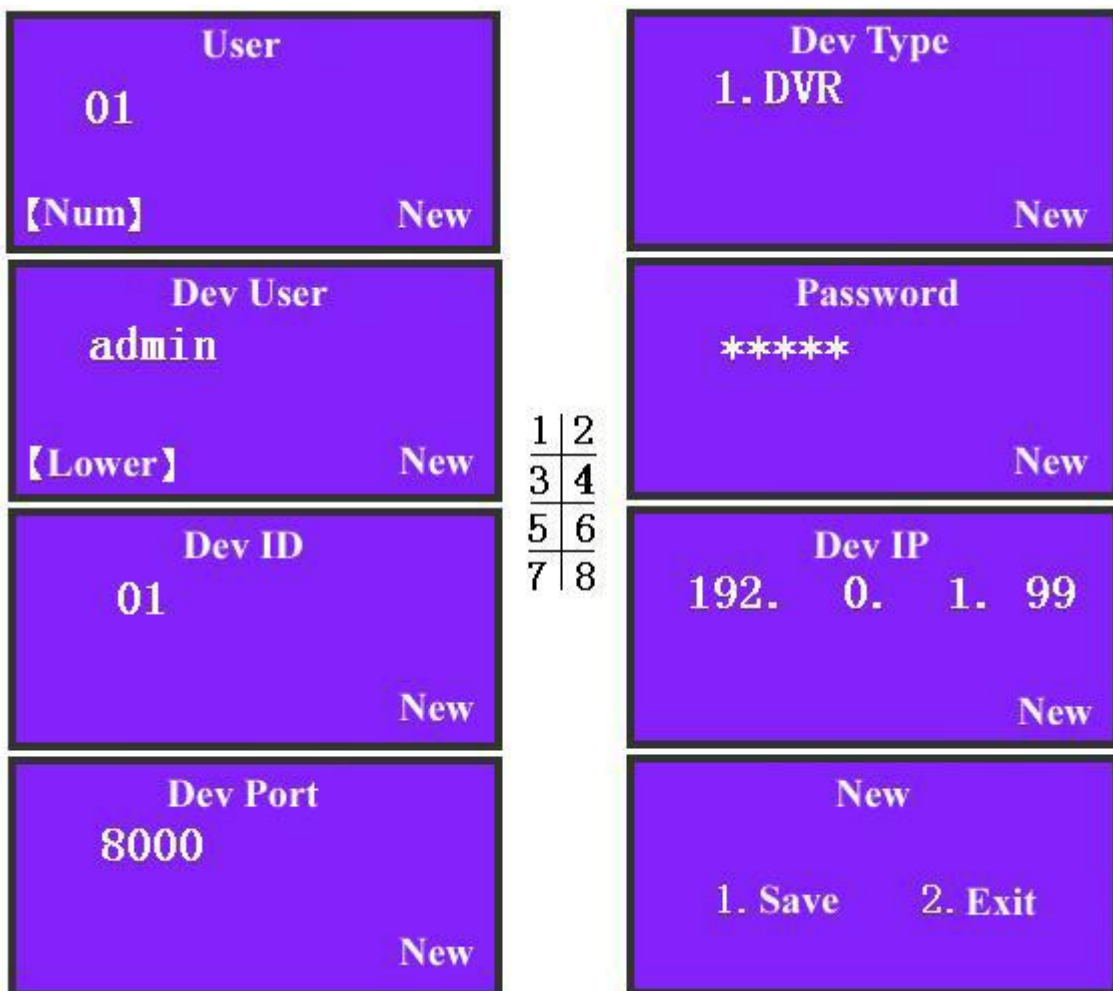 User
01
【Num】 New
Dev Type
1.DVR
New
Dev User
admin
【Lower】 New
Password
*****
New
1 2
3 4
5 6
7 8
Dev ID
01
New
Dev IP
192. 0. 1. 99
New
Dev Port
8000
New
New
1. Save 2. Exit